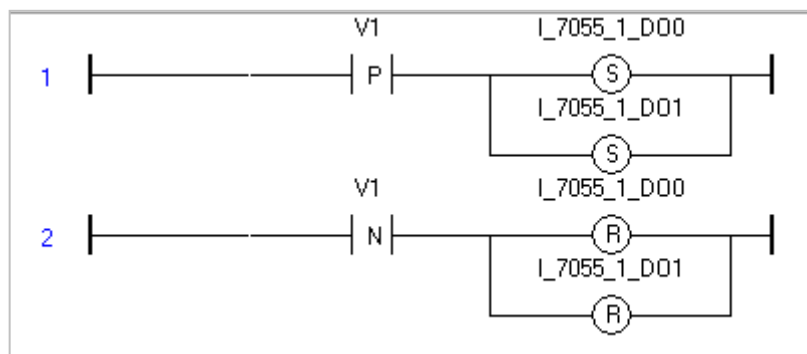 V1 I_7055_1_DO0
1 P S
I_7055_1_DO1
S
V1 I_7055_1_DO0
2 N R
I_7055_1_DO1
R